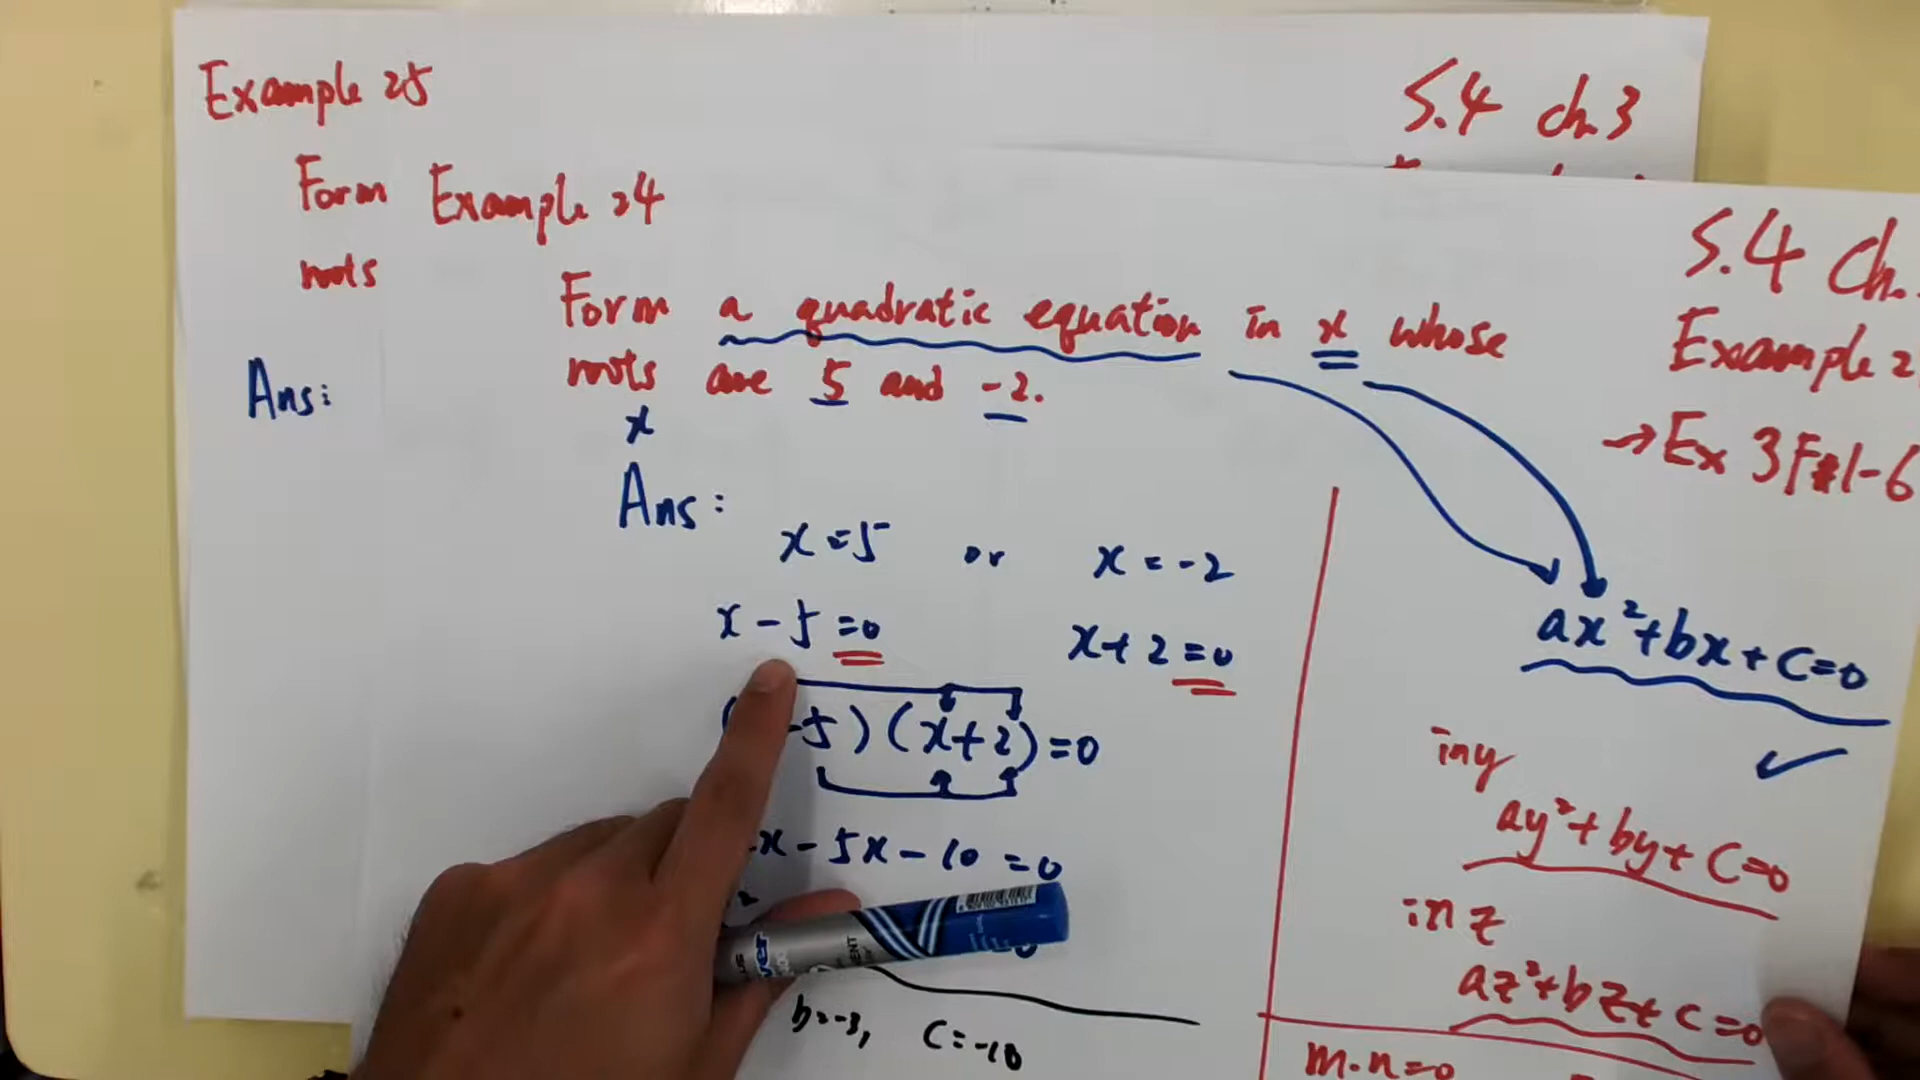 Example 25
S.4 ch.3
Form
roots
Ans:
Example 24
S.4 Ch.
Example 2
→ Ex 3F#1-6
Form a quadratic equation in x whose
roots are 5 and -2.
x
Ans:
x = 5 or x = -2
x - 5 = 0 x + 2 = 0
-5)(x+2)=0
x - 5x - 10 = 0
b=-3, C=-10
ax²+bx+C=0
in y
ay²+by+C=0
in z
az²+bz+C=0
m.n=0